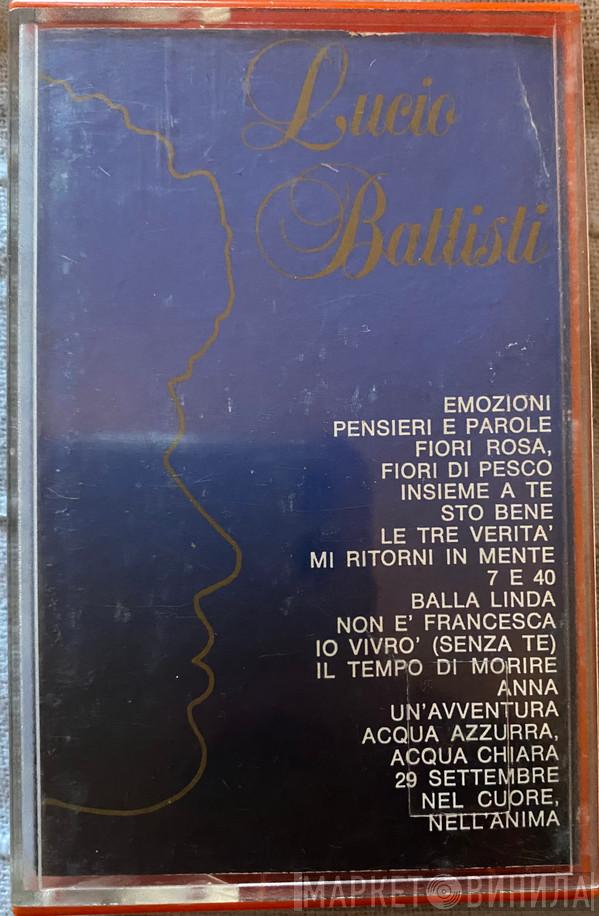 Lucio
Battisti
EMOZIONI
PENSIERI E PAROLE
FIORI ROSA,
FIORI DI PESCO
INSIEME A TE
STO BENE
LE TRE VERITA'
MI RITORNI IN MENTE
7 E 40
BALLA LINDA
NON E' FRANCESCA
IO VIVRO' (SENZA TE)
IL TEMPO DI MORIRE
ANNA
UN'AVVENTURA
ACQUA AZZURRA,
ACQUA CHIARA
29 SETTEMBRE
NEL CUORE,
NELL'ANIMA
МАРКЕТ ВИНИЛА